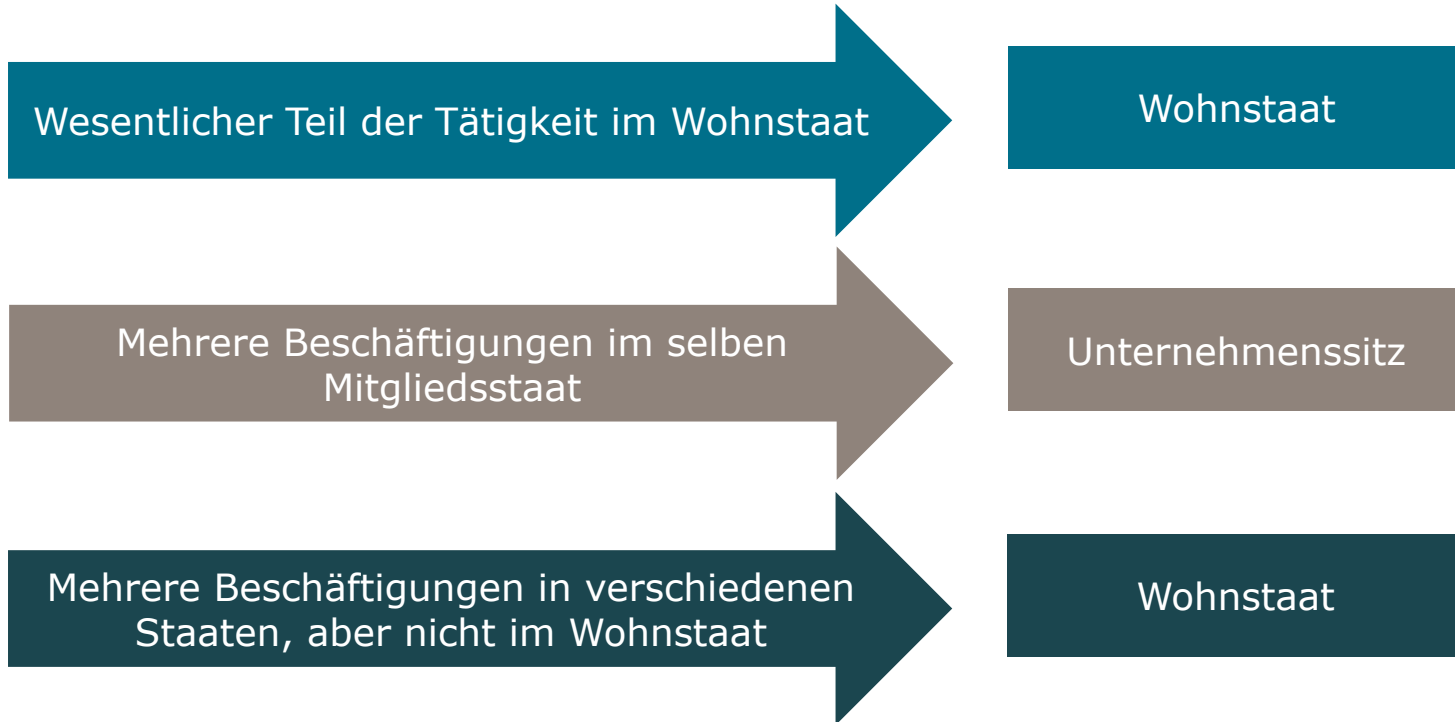 Wesentlicher Teil der Tätigkeit im Wohnstaat
Wohnstaat
Mehrere Beschäftigungen im selben
Mitgliedsstaat
Unternehmenssitz
Mehrere Beschäftigungen in verschiedenen
Staaten, aber nicht im Wohnstaat
Wohnstaat